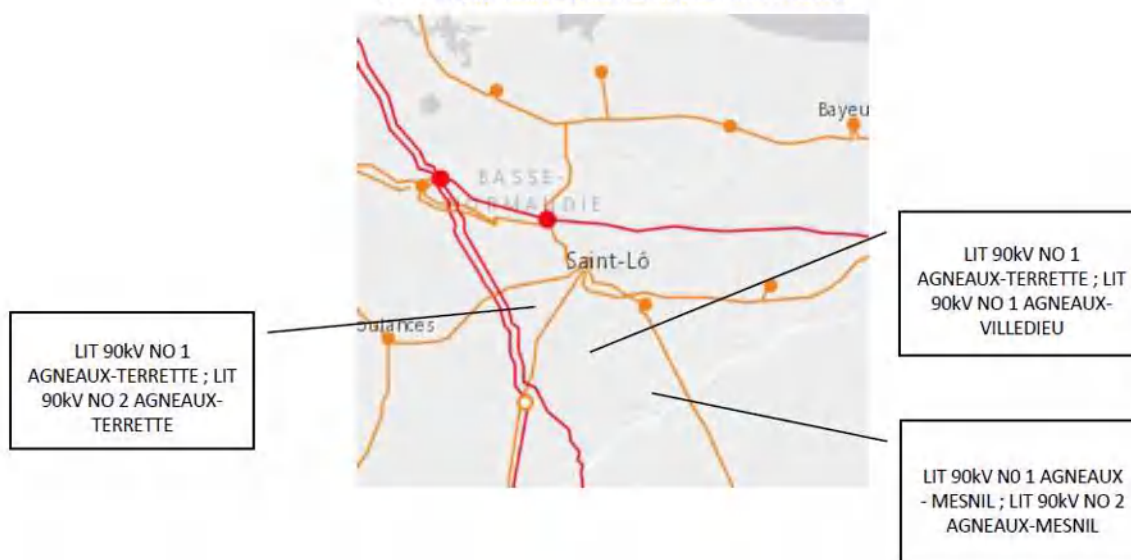 Bayeu
BASSE-
NORMANDIE
Saint-Lô
LIT 90kV NO 1
AGNEAUX-TERRETTE ; LIT
90kV NO 1 AGNEAUX-
VILLEDIEU
LIT 90kV NO 1
AGNEAUX-TERRETTE ; LIT
90kV NO 2 AGNEAUX-
TERRETTE
LIT 90kV N0 1 AGNEAUX
- MESNIL ; LIT 90kV NO 2
AGNEAUX-MESNIL